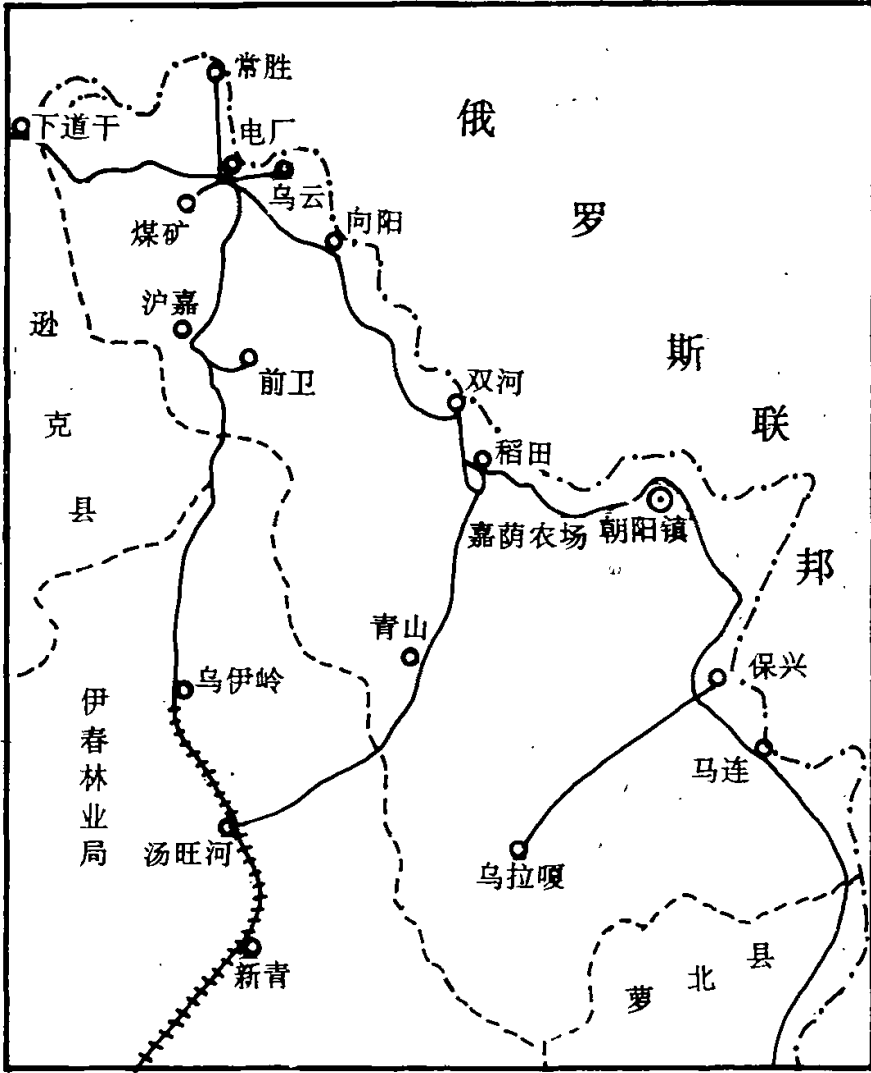 常胜
俄罗斯联邦
下道干
电厂
乌云
煤矿
向阳
沪嘉
逊克县
前卫
双河
稻田
嘉荫农场
朝阳镇
青山
保兴
乌伊岭
伊春林业局
马连
汤旺河
乌拉嘎
新青
萝北县